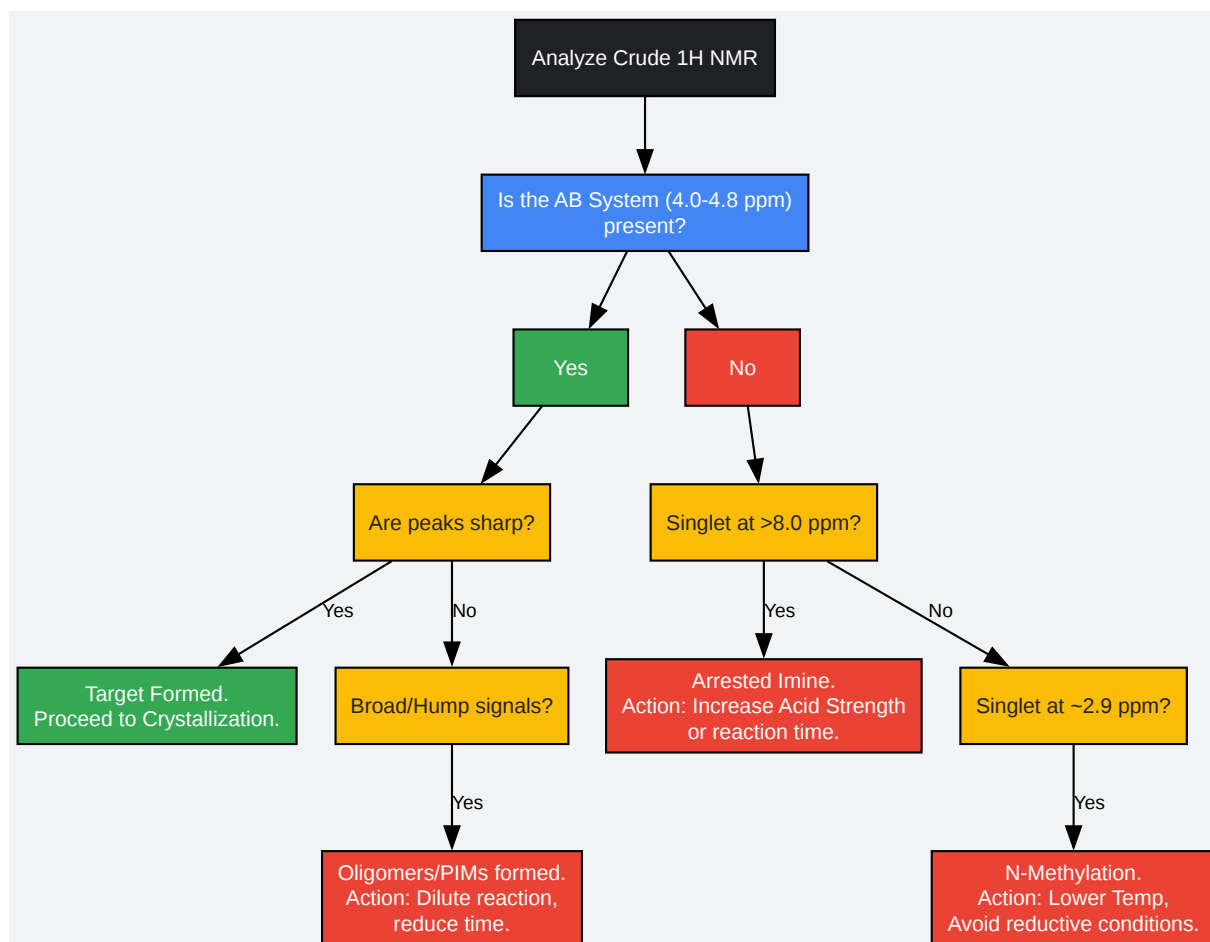 Analyze Crude 1H NMR
Is the AB System (4.0-4.8 ppm)
present?
Yes
No
Are peaks sharp?
Singlet at >8.0 ppm?
Yes
No
Yes
No
Target Formed.
Proceed to Crystallization.
Broad/Hump signals?
Arrested Imine.
Action: Increase Acid Strength
or reaction time.
Singlet at ~2.9 ppm?
Yes
Yes
Oligomers/PIMs formed.
Action: Dilute reaction,
reduce time.
N-Methylation.
Action: Lower Temp,
Avoid reductive conditions.